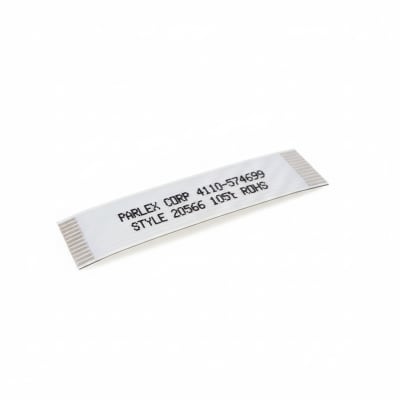 PARLEX CORP 4110-574699
STYLE 20566 105t ROHS